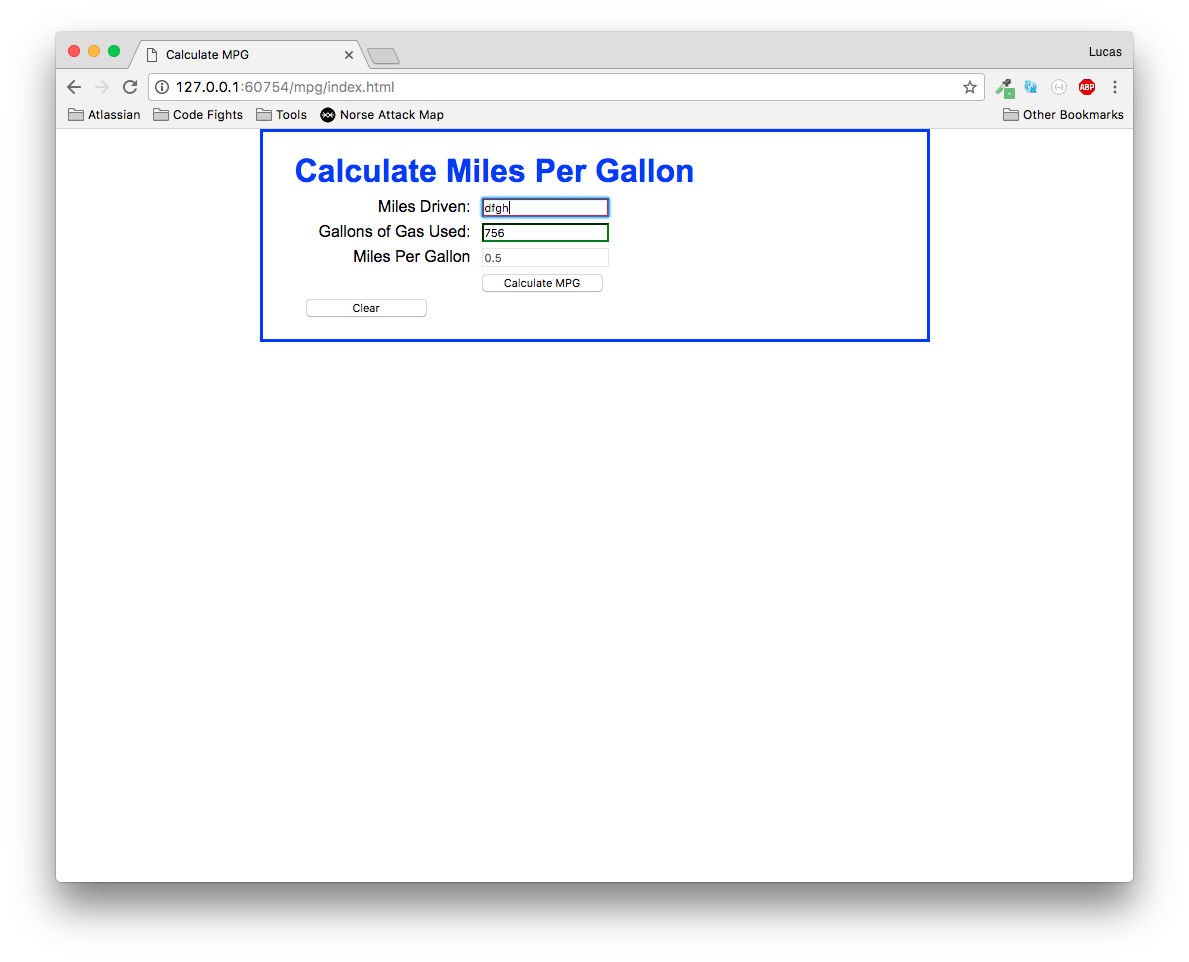 Calculate MPG
Lucas
127.0.0.1:60754/mpg/index.html
ABP
Atlassian Code Fights Tools Norse Attack Map Other Bookmarks
Calculate Miles Per Gallon
Miles Driven: dfgh
Gallons of Gas Used: 756
Miles Per Gallon 0.5
Calculate MPG
Clear